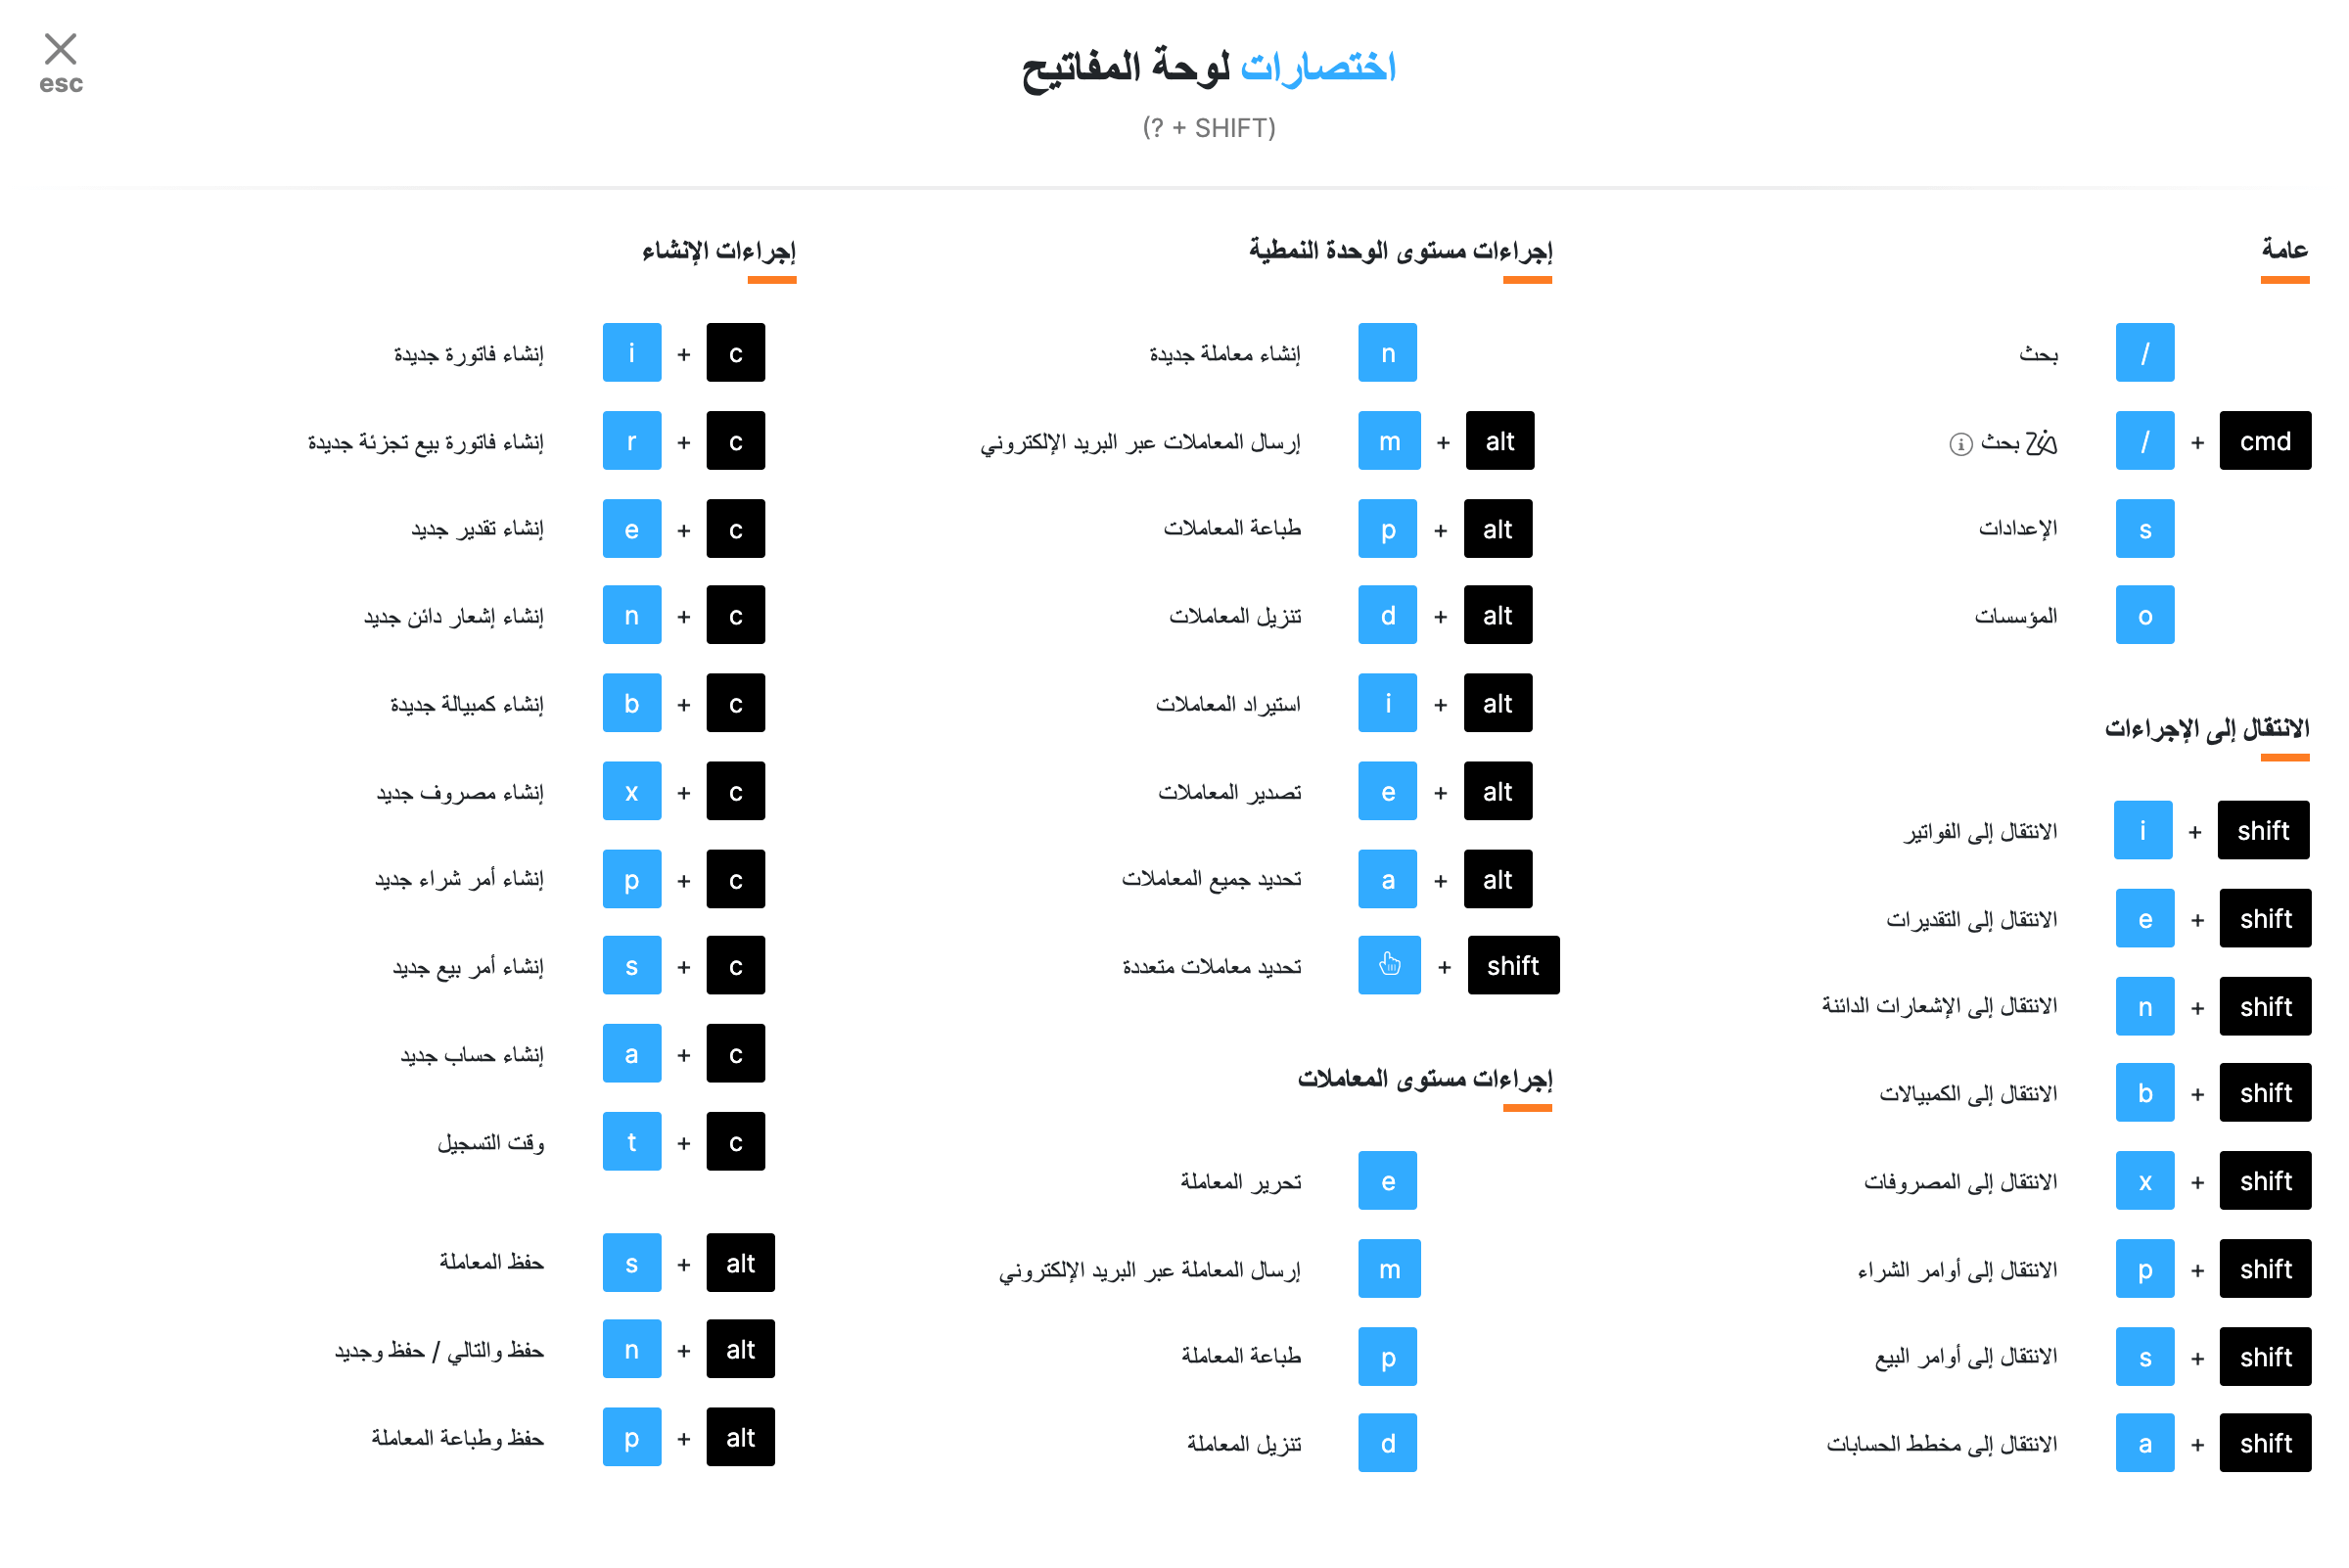 esc
اختصارات لوحة المفاتيح
(? + SHIFT)
عامة
/ بحث
cmd + / بحث
s الإعدادات
o المؤسسات
الانتقال إلى الإجراءات
shift + i الانتقال إلى الفواتير
shift + e الانتقال إلى التقديرات
shift + n الانتقال إلى الإشعارات الدائنة
shift + b الانتقال إلى الكمبيالات
shift + x الانتقال إلى المصروفات
shift + p الانتقال إلى أوامر الشراء
shift + s الانتقال إلى أوامر البيع
shift + a الانتقال إلى مخطط الحسابات
إجراءات مستوى الوحدة النمطية
n إنشاء معاملة جديدة
alt + m إرسال المعاملات عبر البريد الإلكتروني
alt + p طباعة المعاملات
alt + d تنزيل المعاملات
alt + i استيراد المعاملات
alt + e تصدير المعاملات
alt + a تحديد جميع المعاملات
shift + تحديد معاملات متعددة
إجراءات مستوى المعاملات
e تحرير المعاملة
m إرسال المعاملة عبر البريد الإلكتروني
p طباعة المعاملة
d تنزيل المعاملة
إجراءات الإنشاء
c + i إنشاء فاتورة جديدة
c + r إنشاء فاتورة بيع تجزئة جديدة
c + e إنشاء تقدير جديد
c + n إنشاء إشعار دائن جديد
c + b إنشاء كمبيالة جديدة
c + x إنشاء مصروف جديد
c + p إنشاء أمر شراء جديد
c + s إنشاء أمر بيع جديد
c + a إنشاء حساب جديد
c + t وقت التسجيل
alt + s حفظ المعاملة
alt + n حفظ والتالي / حفظ وجديد
alt + p حفظ وطباعة المعاملة